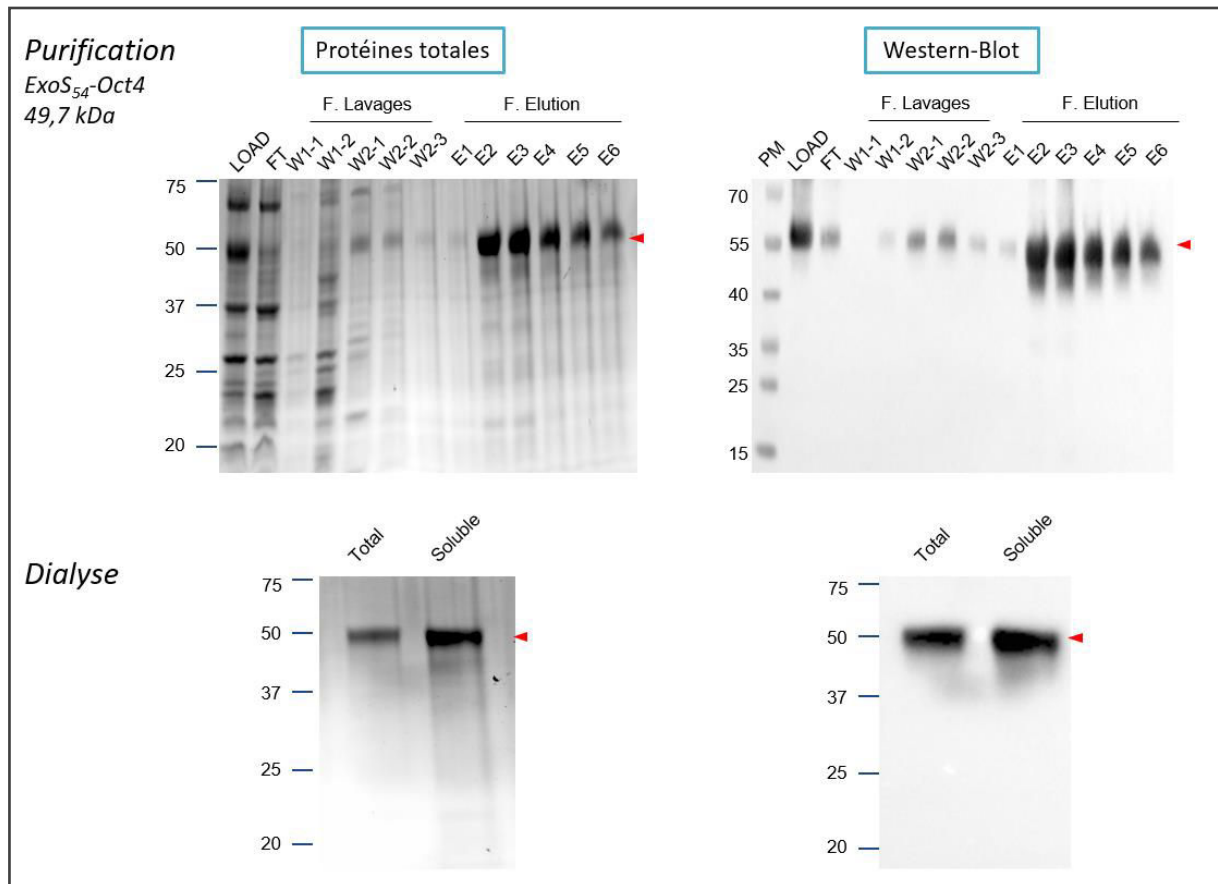 Purification
ExoS54-Oct4
49,7 kDa
Protéines totales
F. Lavages
F. Elution
LOAD FT W1-1 W1-2 W2-1 W2-2 W2-3 E1 E2 E3 E4 E5 E6
75
50
37
25
20
Western-Blot
F. Lavages
F. Elution
PM LOAD FT W1-1 W1-2 W2-1 W2-2 W2-3 E1 E2 E3 E4 E5 E6
70
55
40
35
25
15
Dialyse
Total Soluble
75
50
37
25
20
Total Soluble
75
50
37
25
20